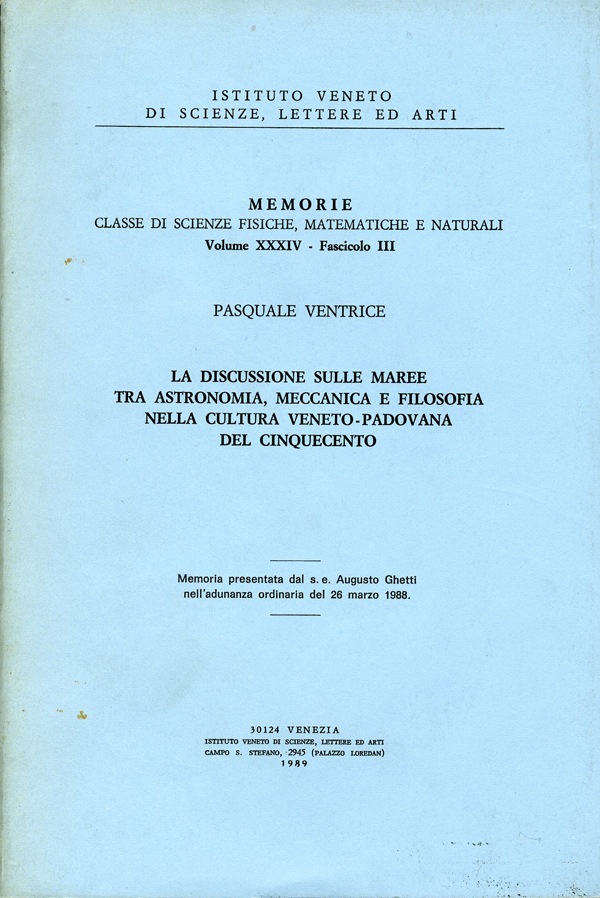 ISTITUTO VENETO
DI SCIENZE, LETTERE ED ARTI
MEMORIE
CLASSE DI SCIENZE FISICHE, MATEMATICHE E NATURALI
Volume XXXIV - Fascicolo III
PASQUALE VENTRICE
LA DISCUSSIONE SULLE MAREE
TRA ASTRONOMIA, MECCANICA E FILOSOFIA
NELLA CULTURA VENETO-PADOVANA
DEL CINQUECENTO
Memoria presentata dal s. e. Augusto Ghetti
nell'adunanza ordinaria del 26 marzo 1988.
30124 VENEZIA
ISTITUTO VENETO DI SCIENZE, LETTERE ED ARTI
CAMPO S. STEFANO, 2945 (PALAZZO LOREDAN)
1989